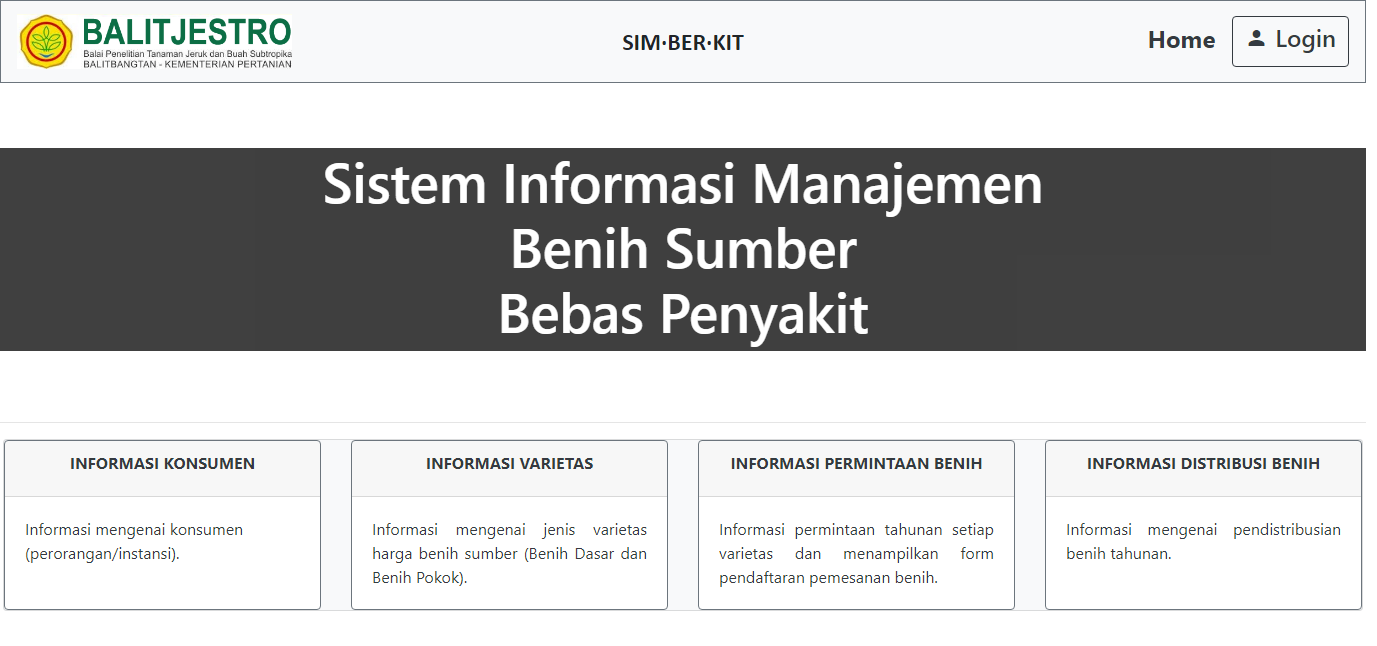 BALITJESTRO
Balai Penelitian Tanaman Jeruk dan Buah Subtropika
BALITBANGTAN - KEMENTERIAN PERTANIAN
SIM·BER·KIT
Home
Login
Sistem Informasi Manajemen
Benih Sumber
Bebas Penyakit
INFORMASI KONSUMEN
Informasi mengenai konsumen
(perorangan/instansi).
INFORMASI VARIETAS
Informasi mengenai jenis varietas
harga benih sumber (Benih Dasar dan
Benih Pokok).
INFORMASI PERMINTAAN BENIH
Informasi permintaan tahunan setiap
varietas dan menampilkan form
pendaftaran pemesanan benih.
INFORMASI DISTRIBUSI BENIH
Informasi mengenai pendistribusian
benih tahunan.